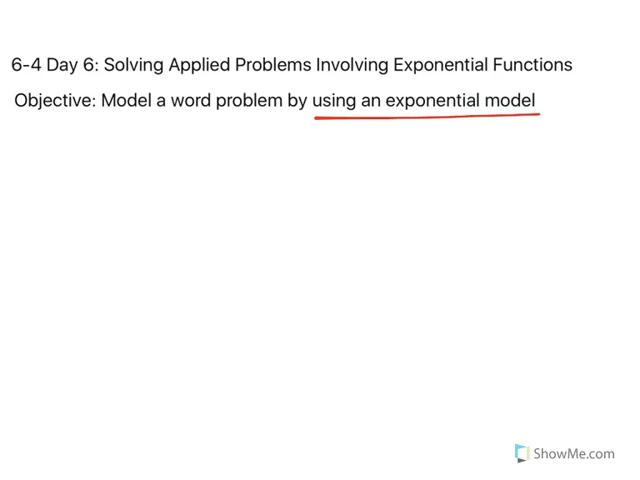 6-4 Day 6: Solving Applied Problems Involving Exponential Functions
Objective: Model a word problem by using an exponential model
ShowMe.com